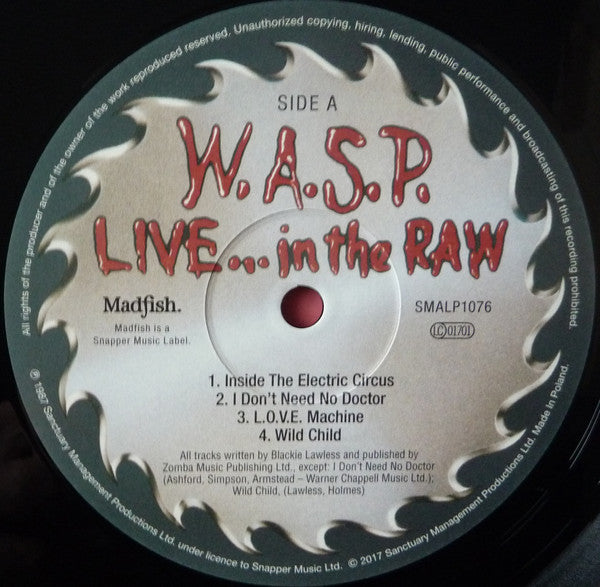 All rights of the producer and of the owner of the work reproduced reserved. Unauthorized copying, hiring, lending, public performance and broadcasting of this recording prohibited.
SIDE A
W.A.S.P.
LIVE... in the RAW
Madfish.
Madfish is a
Snapper Music Label.
SMALP1076
LC 01701
1. Inside The Electric Circus
2. I Don't Need No Doctor
3. L.O.V.E. Machine
4. Wild Child
All tracks written by Blackie Lawless and published by
Zomba Music Publishing Ltd., except: I Don't Need No Doctor
(Ashford, Simpson, Armstead – Warner Chappell Music Ltd.);
Wild Child, (Lawless, Holmes)
℗ 1987 Sanctuary Management Productions Ltd. under licence to Snapper Music Ltd. © 2017 Sanctuary Management Productions Ltd. Made in Poland.